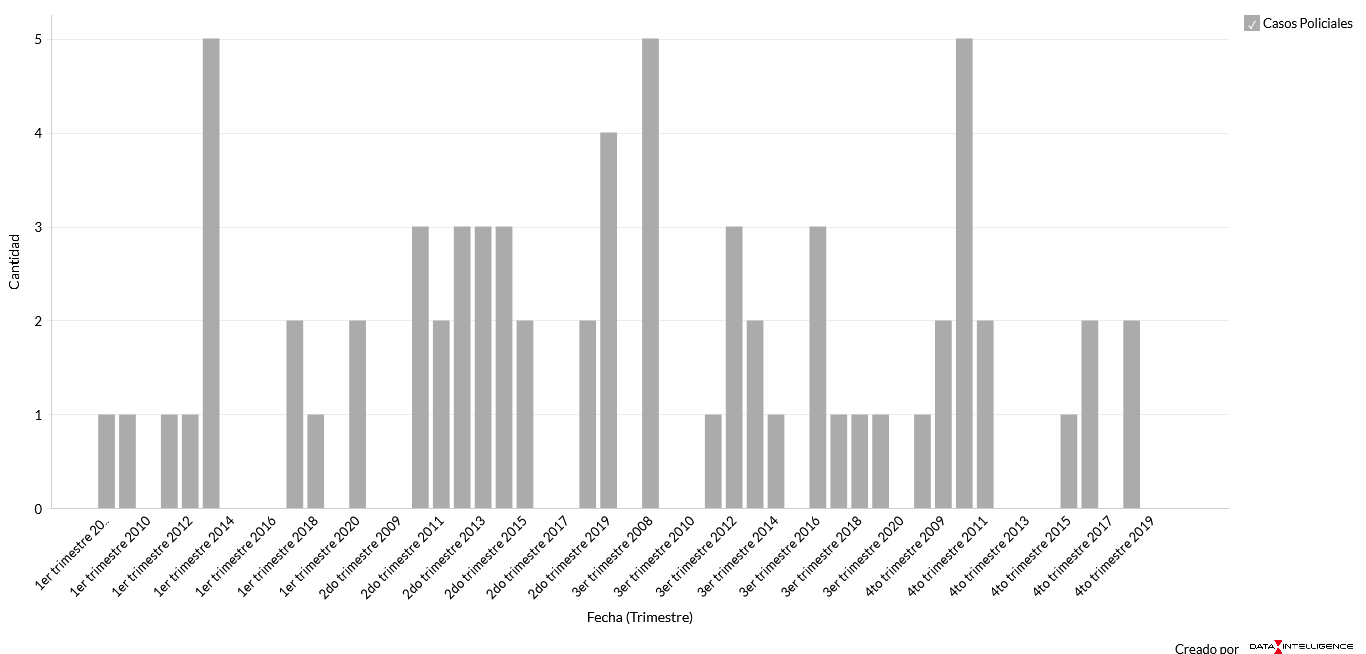 Casos Policiales
5
4
3
2
1
0
Cantidad
1er trimestre 20..
1er trimestre 2010
1er trimestre 2012
1er trimestre 2014
1er trimestre 2016
1er trimestre 2018
1er trimestre 2020
2do trimestre 2009
2do trimestre 2011
2do trimestre 2013
2do trimestre 2015
2do trimestre 2017
2do trimestre 2019
3er trimestre 2008
3er trimestre 2010
3er trimestre 2012
3er trimestre 2014
3er trimestre 2016
3er trimestre 2018
3er trimestre 2020
4to trimestre 2009
4to trimestre 2011
4to trimestre 2013
4to trimestre 2015
4to trimestre 2017
4to trimestre 2019
Fecha (Trimestre)
Creado por DATA INTELLIGENCE